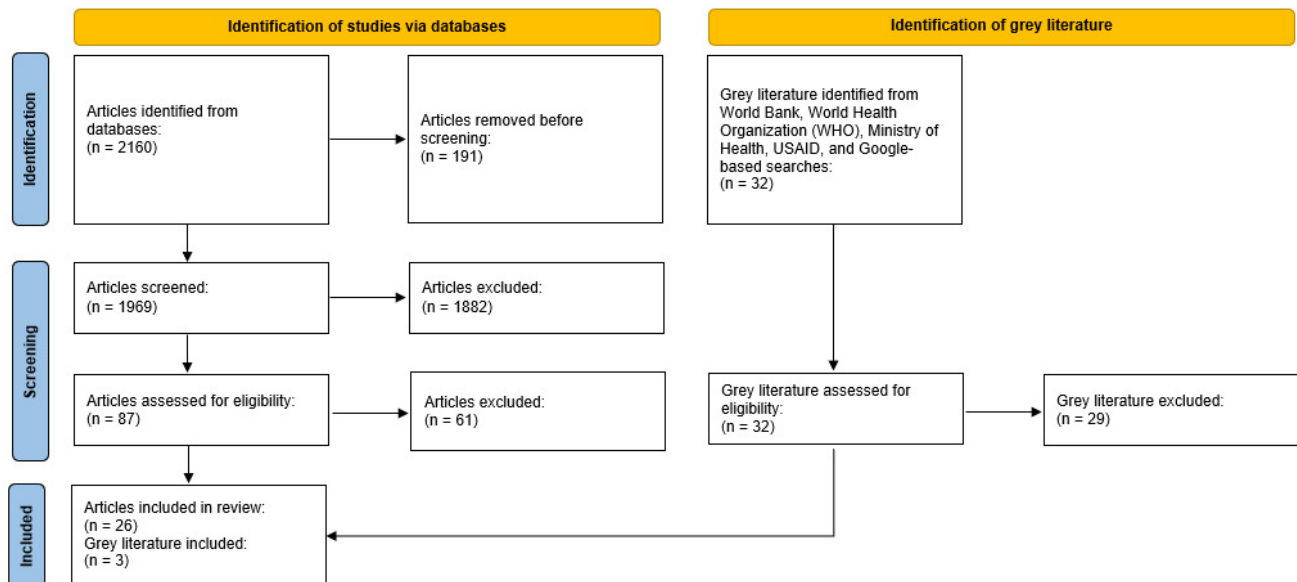 Identification of studies via databases
Identification of grey literature
Identification
Articles identified from
databases:
(n = 2160)
Articles removed before
screening:
(n = 191)
Grey literature identified from
World Bank, World Health
Organization (WHO), Ministry of
Health, USAID, and Google-
based searches:
(n = 32)
Screening
Articles screened:
(n = 1969)
Articles excluded:
(n = 1882)
Articles assessed for eligibility:
(n = 87)
Articles excluded:
(n = 61)
Grey literature assessed for
eligibility:
(n = 32)
Grey literature excluded:
(n = 29)
Included
Articles included in review:
(n = 26)
Grey literature included:
(n = 3)